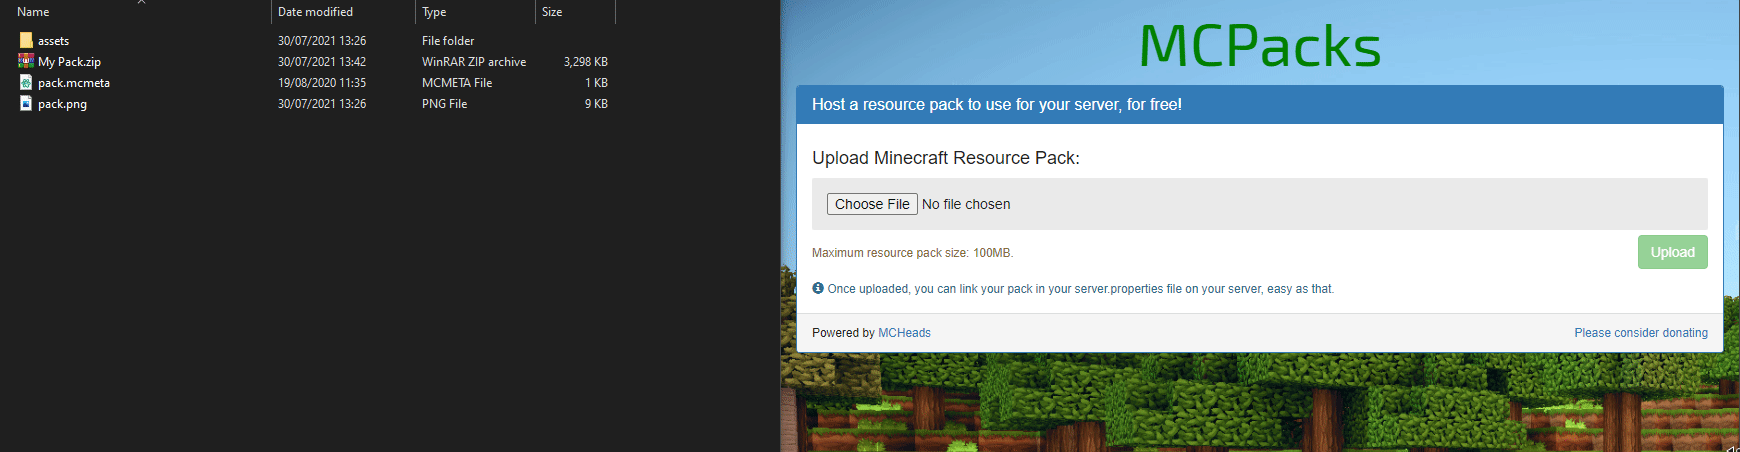 Name Date modified Type Size
assets 30/07/2021 13:26 File folder
My Pack.zip 30/07/2021 13:42 WinRAR ZIP archive 3,298 KB
pack.mcmeta 19/08/2020 11:35 MCMETA File 1 KB
pack.png 30/07/2021 13:26 PNG File 9 KB
MCPacks
Host a resource pack to use for your server, for free!
Upload Minecraft Resource Pack:
Choose File No file chosen
Maximum resource pack size: 100MB.
Upload
Once uploaded, you can link your pack in your server.properties file on your server, easy as that.
Powered by MCHeads
Please consider donating